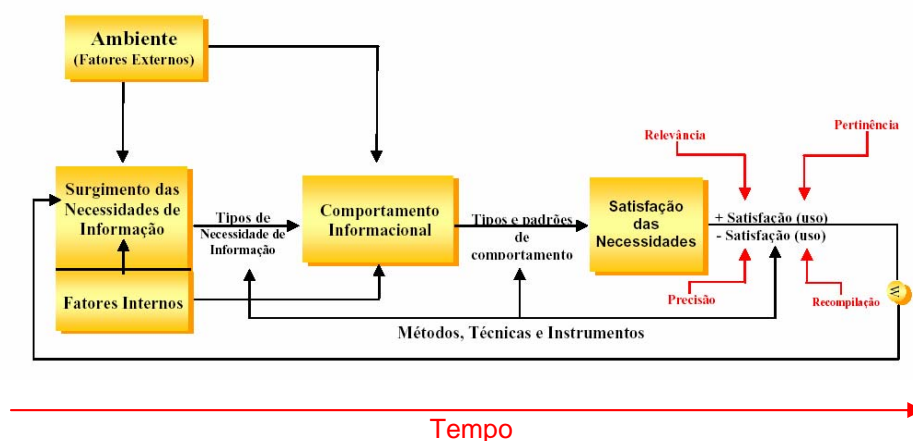 Ambiente
(Fatores Externos)
Relevância
Pertinência
Surgimento das
Necessidades de
Informação
Tipos de
Necessidade de
Informação
Comportamento
Informacional
Tipos e padrões
de
comportamento
Satisfação
das
Necessidades
+ Satisfação (uso)
- Satisfação (uso)
Fatores Internos
Precisão
Recompilação
Métodos, Técnicas e Instrumentos
Tempo